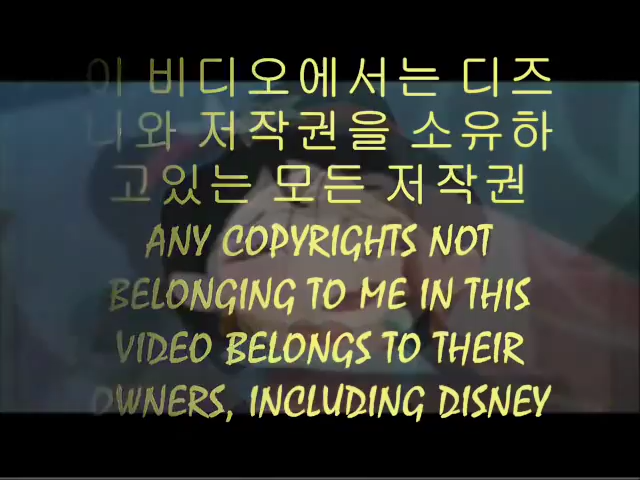 이 비디오에서는 디즈
니와 저작권을 소유하
고있는 모든 저작권
ANY COPYRIGHTS NOT
BELONGING TO ME IN THIS
VIDEO BELONGS TO THEIR
OWNERS, INCLUDING DISNEY